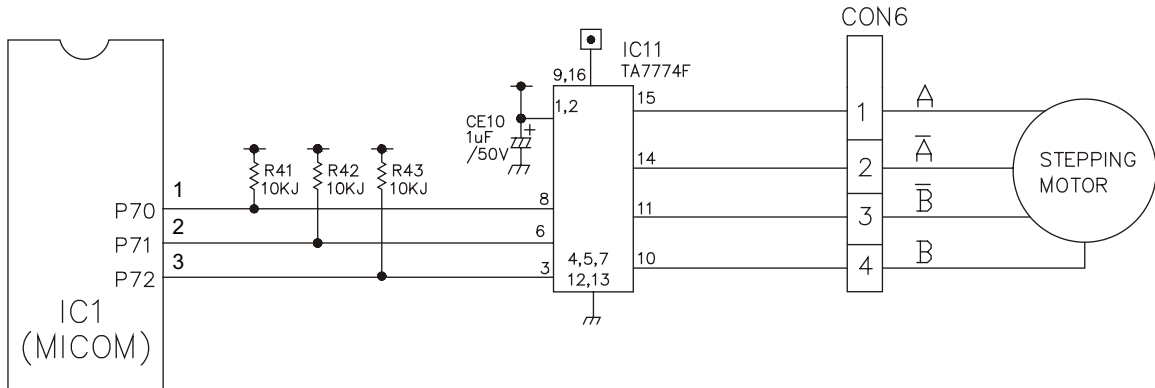 CON6
IC11
TA7774F
9,16
1,2
15
CE10
1uF
/50V
+
1
A
14
2
A̅
STEPPING
MOTOR
R41
10KJ
R42
10KJ
R43
10KJ
1
P70
8
11
3
B̅
2
P71
6
3
P72
3
4,5,7
12,13
10
4
B
IC1
(MICOM)